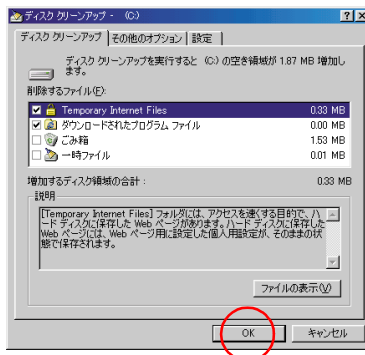 ディスク クリーンアップ - (C:)
ディスク クリーンアップ その他のオプション 設定
ディスク クリーンアップを実行すると (C:) の空き領域が 1.87 MB 増加し
ます。
削除するファイル(F):
Temporary Internet Files 0.33 MB
ダウンロードされたプログラム ファイル 0.00 MB
ごみ箱 1.53 MB
一時ファイル 0.01 MB
増加するディスク領域の合計 : 0.33 MB
説明
[Temporary Internet Files] フォルダには、アクセスを速くする目的で、ハ
ード ディスクに保存した Web ページがあります。ハード ディスクに保存した
Web ページには、Web ページ用に設定した個人用設定が、そのままの状
態で保存されます。
ファイルの表示(V)
OK キャンセル